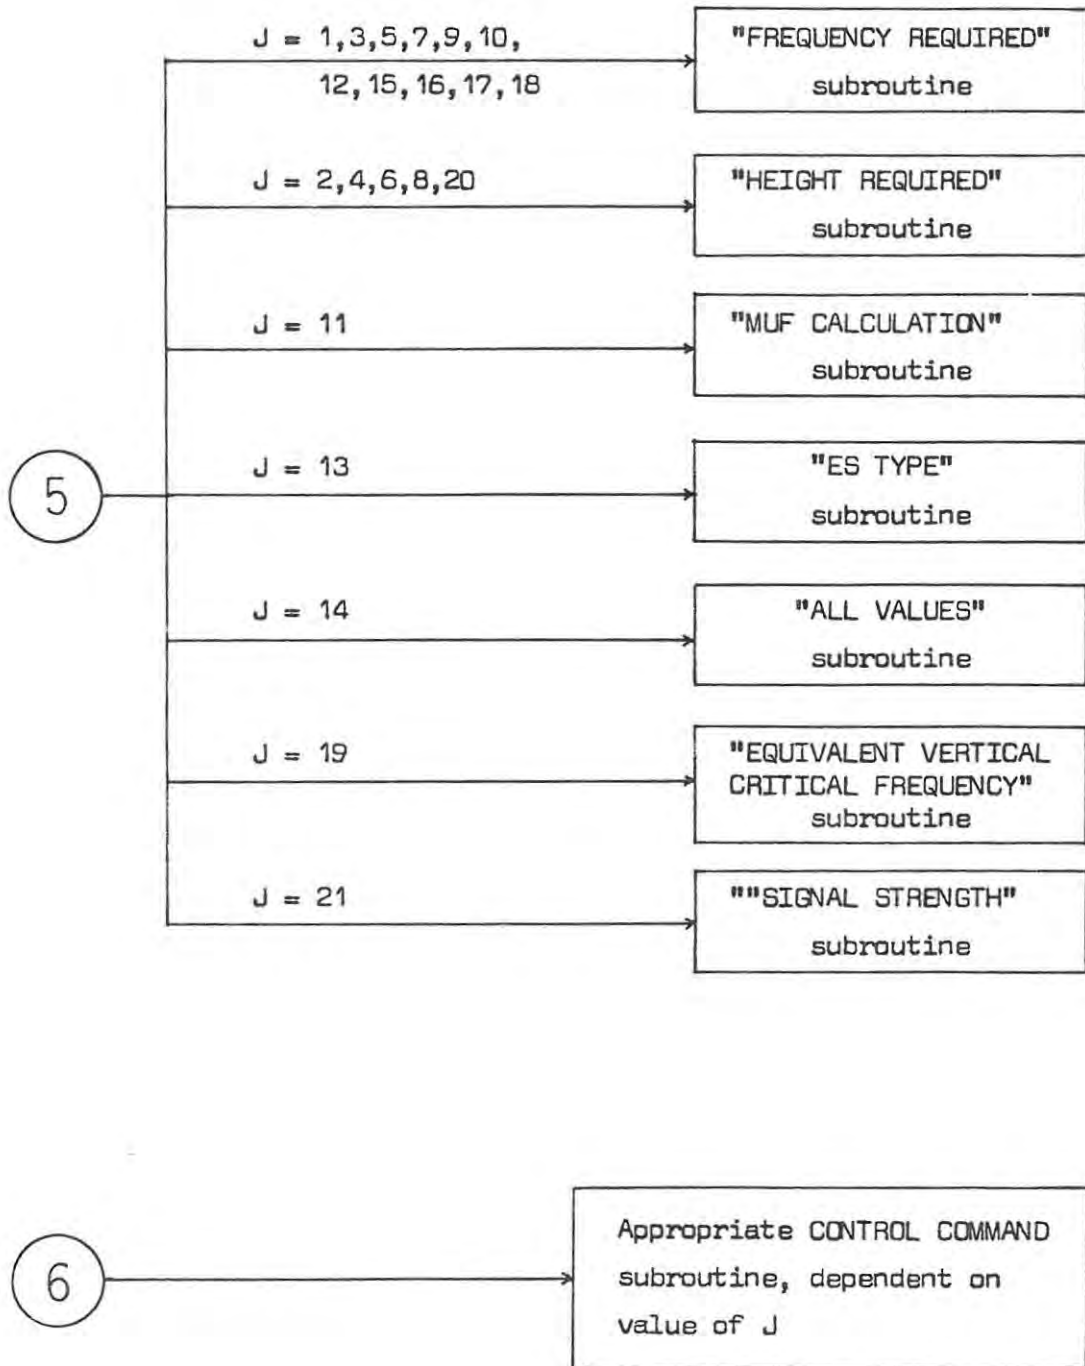 J = 1,3,5,7,9,10,
12,15,16,17,18
"FREQUENCY REQUIRED"
subroutine
J = 2,4,6,8,20
"HEIGHT REQUIRED"
subroutine
J = 11
"MUF CALCULATION"
subroutine
5
J = 13
"ES TYPE"
subroutine
J = 14
"ALL VALUES"
subroutine
J = 19
"EQUIVALENT VERTICAL
CRITICAL FREQUENCY"
subroutine
J = 21
""SIGNAL STRENGTH"
subroutine
6
Appropriate CONTROL COMMAND
subroutine, dependent on
value of J